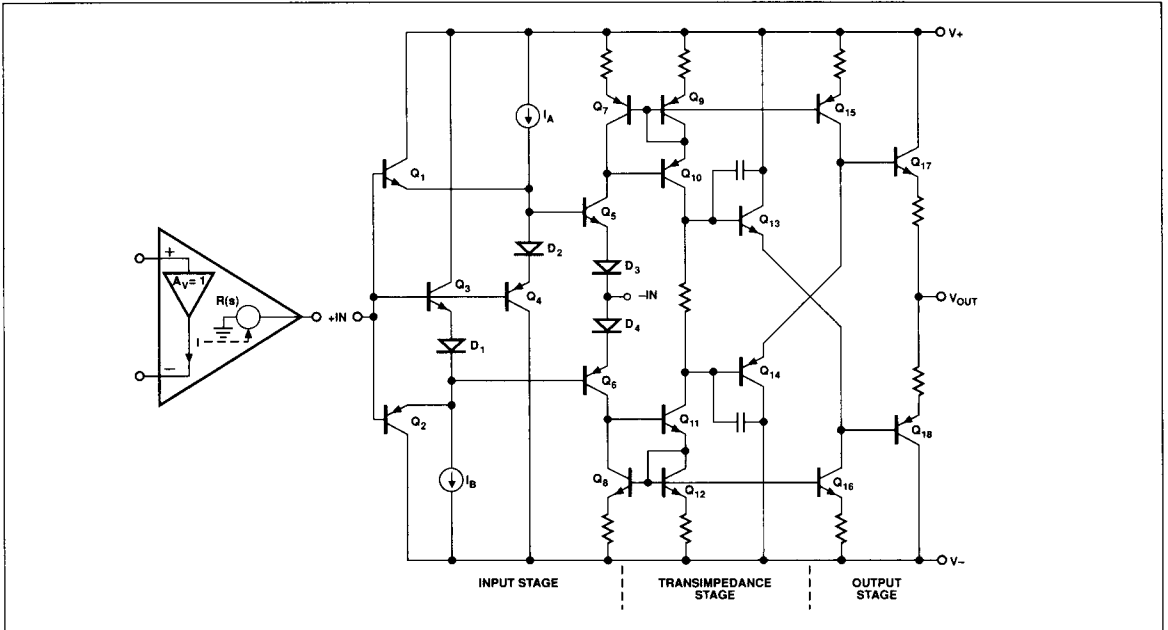 V+
Q7
Q9
Q15
IA
Q1
Q10
Q17
Q5
Q13
D2
+
AV = 1
Q3
Q4
D3
R(s)
+IN
–IN
VOUT
I
D1
D4
–
Q6
Q14
Q2
Q11
Q18
IB
Q8
Q12
Q16
V–
INPUT STAGE
TRANSIMPEDANCE
STAGE
OUTPUT
STAGE